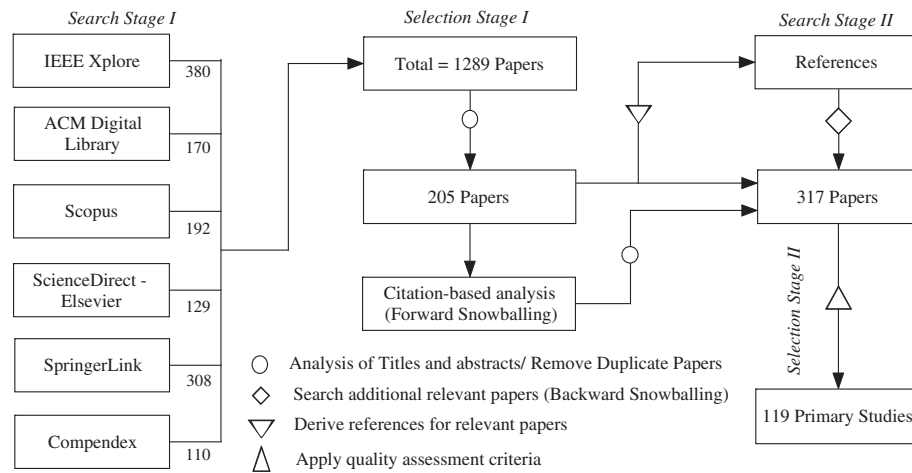 Search Stage I
IEEE Xplore
380
ACM Digital
Library
170
Scopus
192
ScienceDirect -
Elsevier
129
SpringerLink
308
Compendex
110
Selection Stage I
Total = 1289 Papers
205 Papers
Citation-based analysis
(Forward Snowballing)
Search Stage II
References
317 Papers
Selection Stage II
119 Primary Studies
Analysis of Titles and abstracts/ Remove Duplicate Papers
Search additional relevant papers (Backward Snowballing)
Derive references for relevant papers
Apply quality assessment criteria